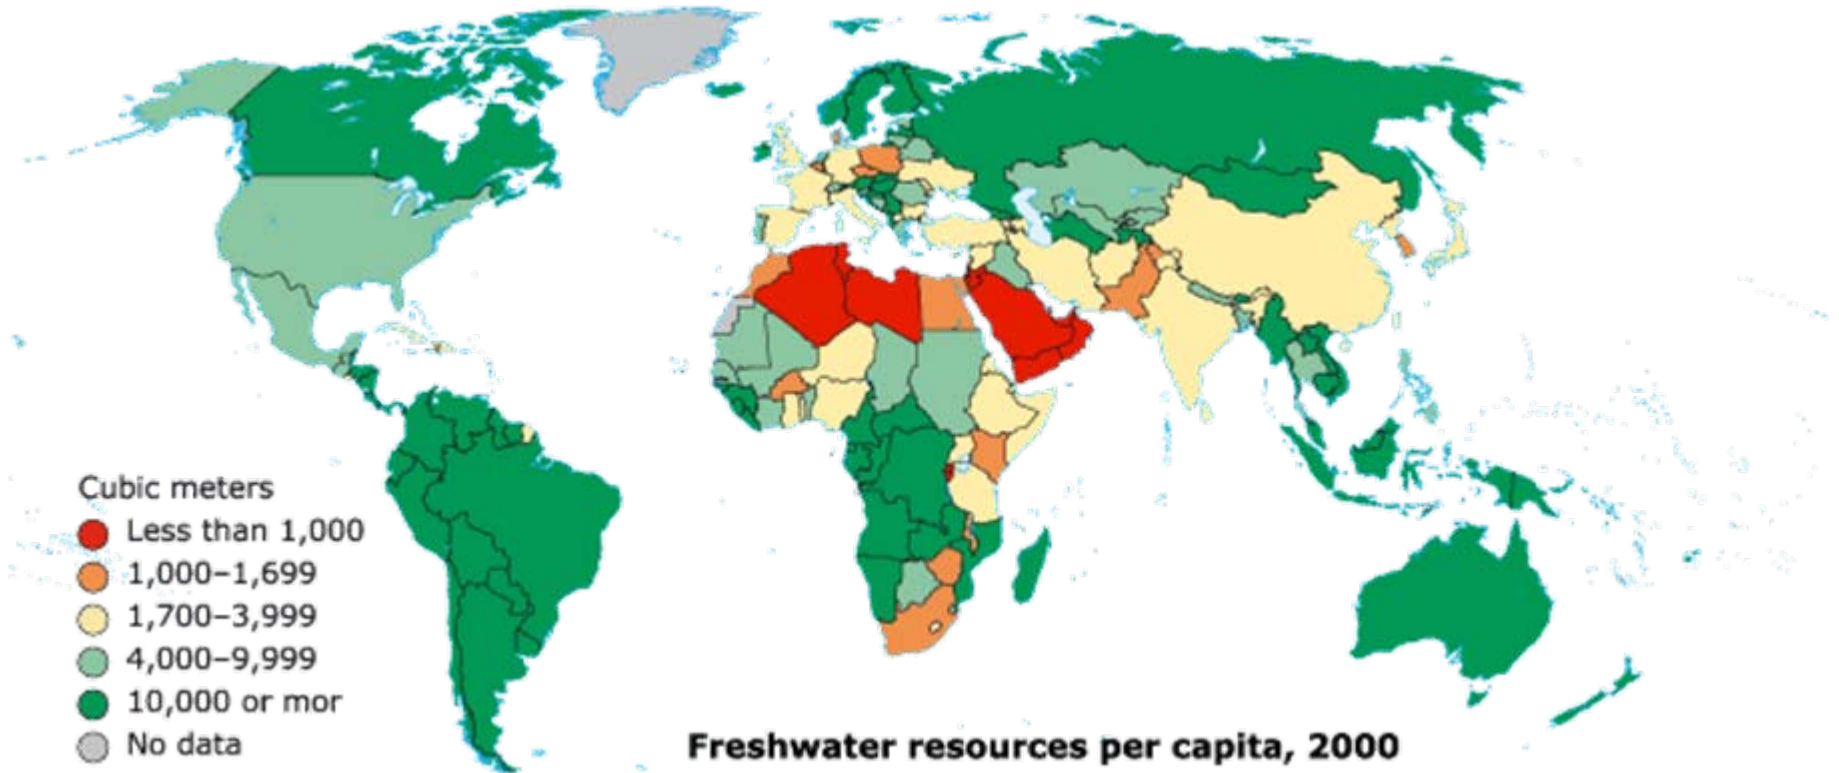 Cubic meters
Less than 1,000
1,000–1,699
1,700–3,999
4,000–9,999
10,000 or mor
No data
Freshwater resources per capita, 2000